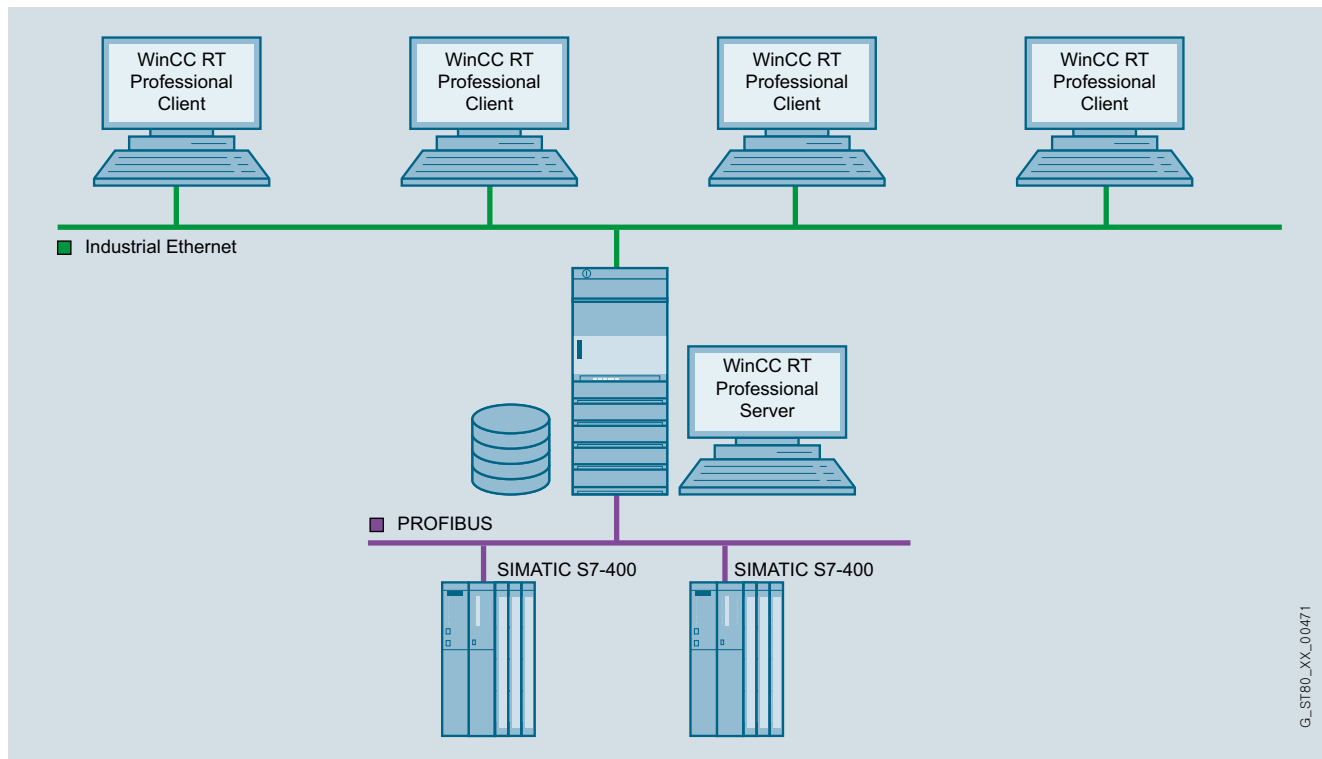 WinCC RT
Professional
Client
WinCC RT
Professional
Client
WinCC RT
Professional
Client
WinCC RT
Professional
Client
Industrial Ethernet
WinCC RT
Professional
Server
PROFIBUS
SIMATIC S7-400
SIMATIC S7-400
G_ST80_XX_00471